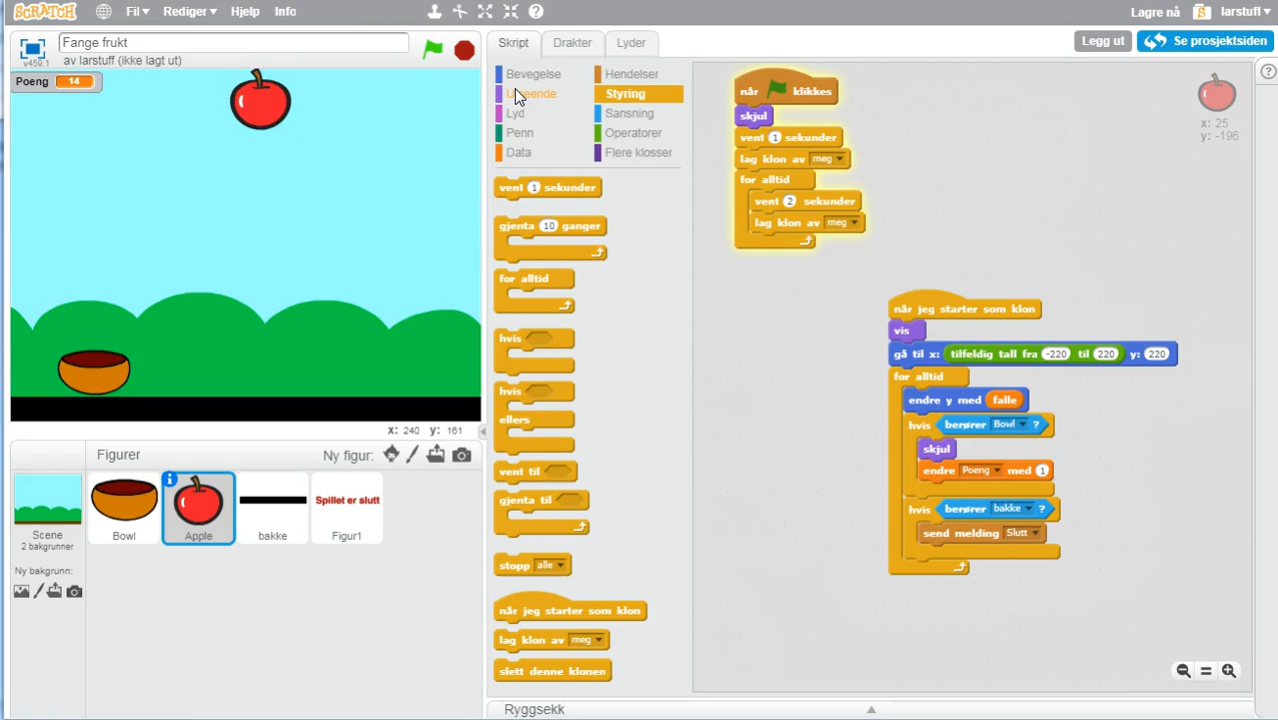 SCRATCH Fil Rediger Hjelp Info Lagre nå larstuff
v459.1 Fange frukt
av larstuff (ikke lagt ut)
Skript Drakter Lyder
Legg ut Se prosjektsiden
Poeng 14
x: 240 y: 161
Figurer Ny figur:
Scene
2 bakgrunner
Ny bakgrunn:
Bowl
Apple
bakke
Spillet er slutt
Figur1
Bevegelse Hendelser
Utseende Styring
Lyd Sansning
Penn Operatorer
Data Flere klosser
vent 1 sekunder
gjenta 10 ganger
for alltid
hvis
hvis
ellers
vent til
gjenta til
stopp alle
når jeg starter som klon
lag klon av meg
slett denne klonen
når klikkes
skjul
vent 1 sekunder
lag klon av meg
for alltid
vent 2 sekunder
lag klon av meg
når jeg starter som klon
vis
gå til x: tilfeldig tall fra -220 til 220 y: 220
for alltid
endre y med falle
hvis berører Bowl ?
skjul
endre Poeng med 1
hvis berører bakke ?
send melding Slutt
x: 25
y: -196
Ryggsekk